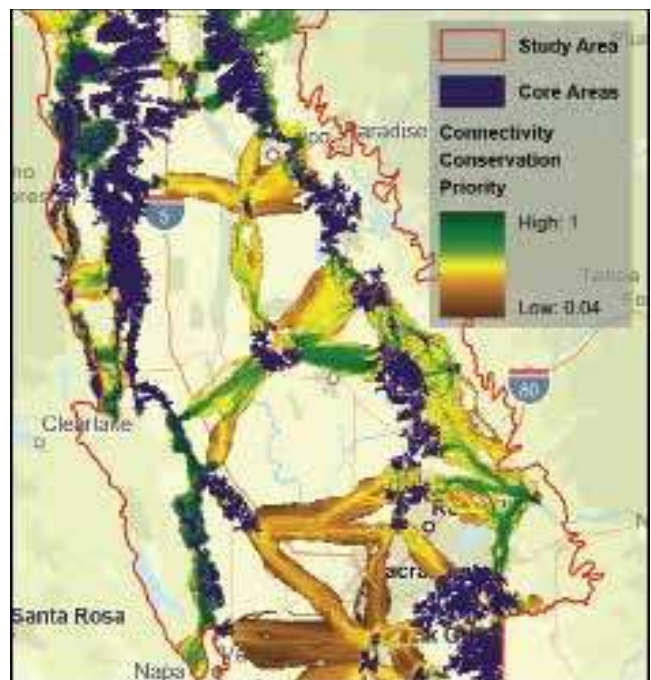 Study Area
Core Areas
Connectivity
Conservation
Priority
High: 1
Low: 0.04
Paradise
5
80
Clearlake
Santa Rosa
Napa